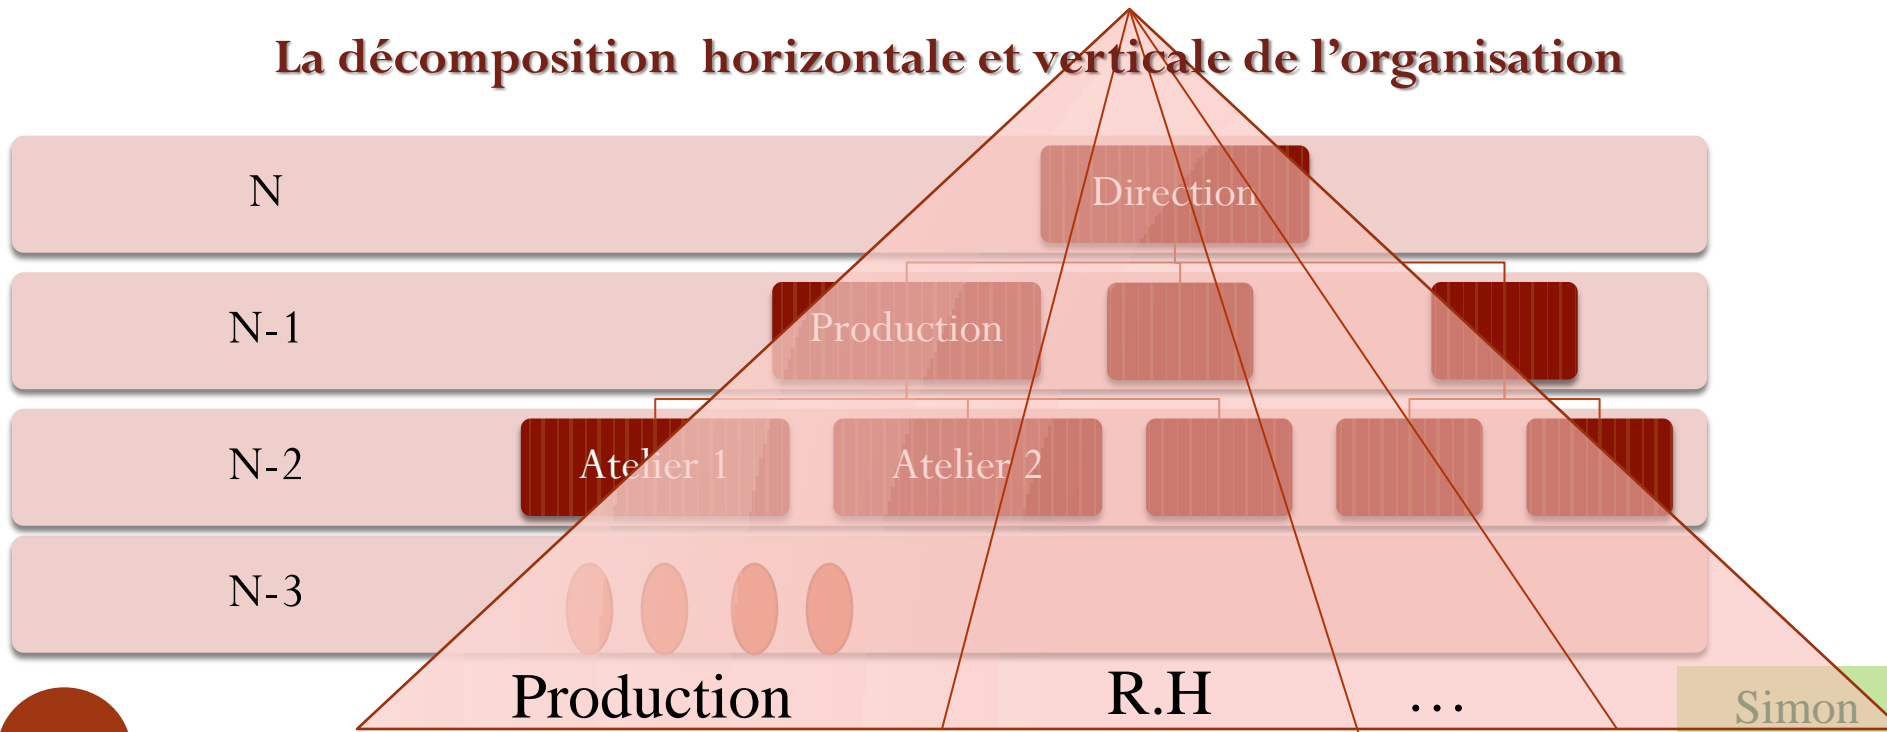 La décomposition horizontale et verticale de l’organisation
N
Direction
N-1
Production
N-2
Atelier 1
Atelier 2
N-3
Production
R.H
…
Simon